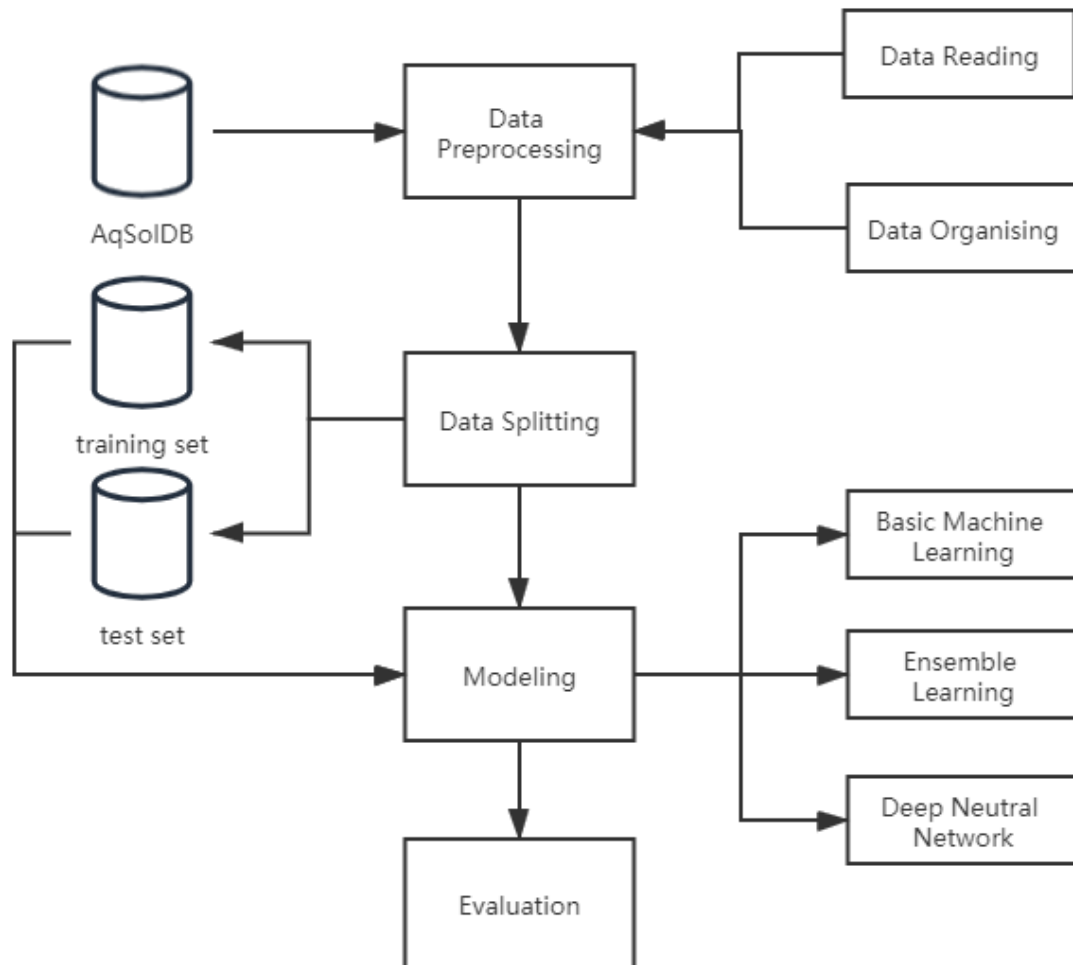 Data Reading
Data
Preprocessing
AqSolDB
Data Organising
training set
Data Splitting
test set
Basic Machine
Learning
Modeling
Ensemble
Learning
Deep Neutral
Network
Evaluation